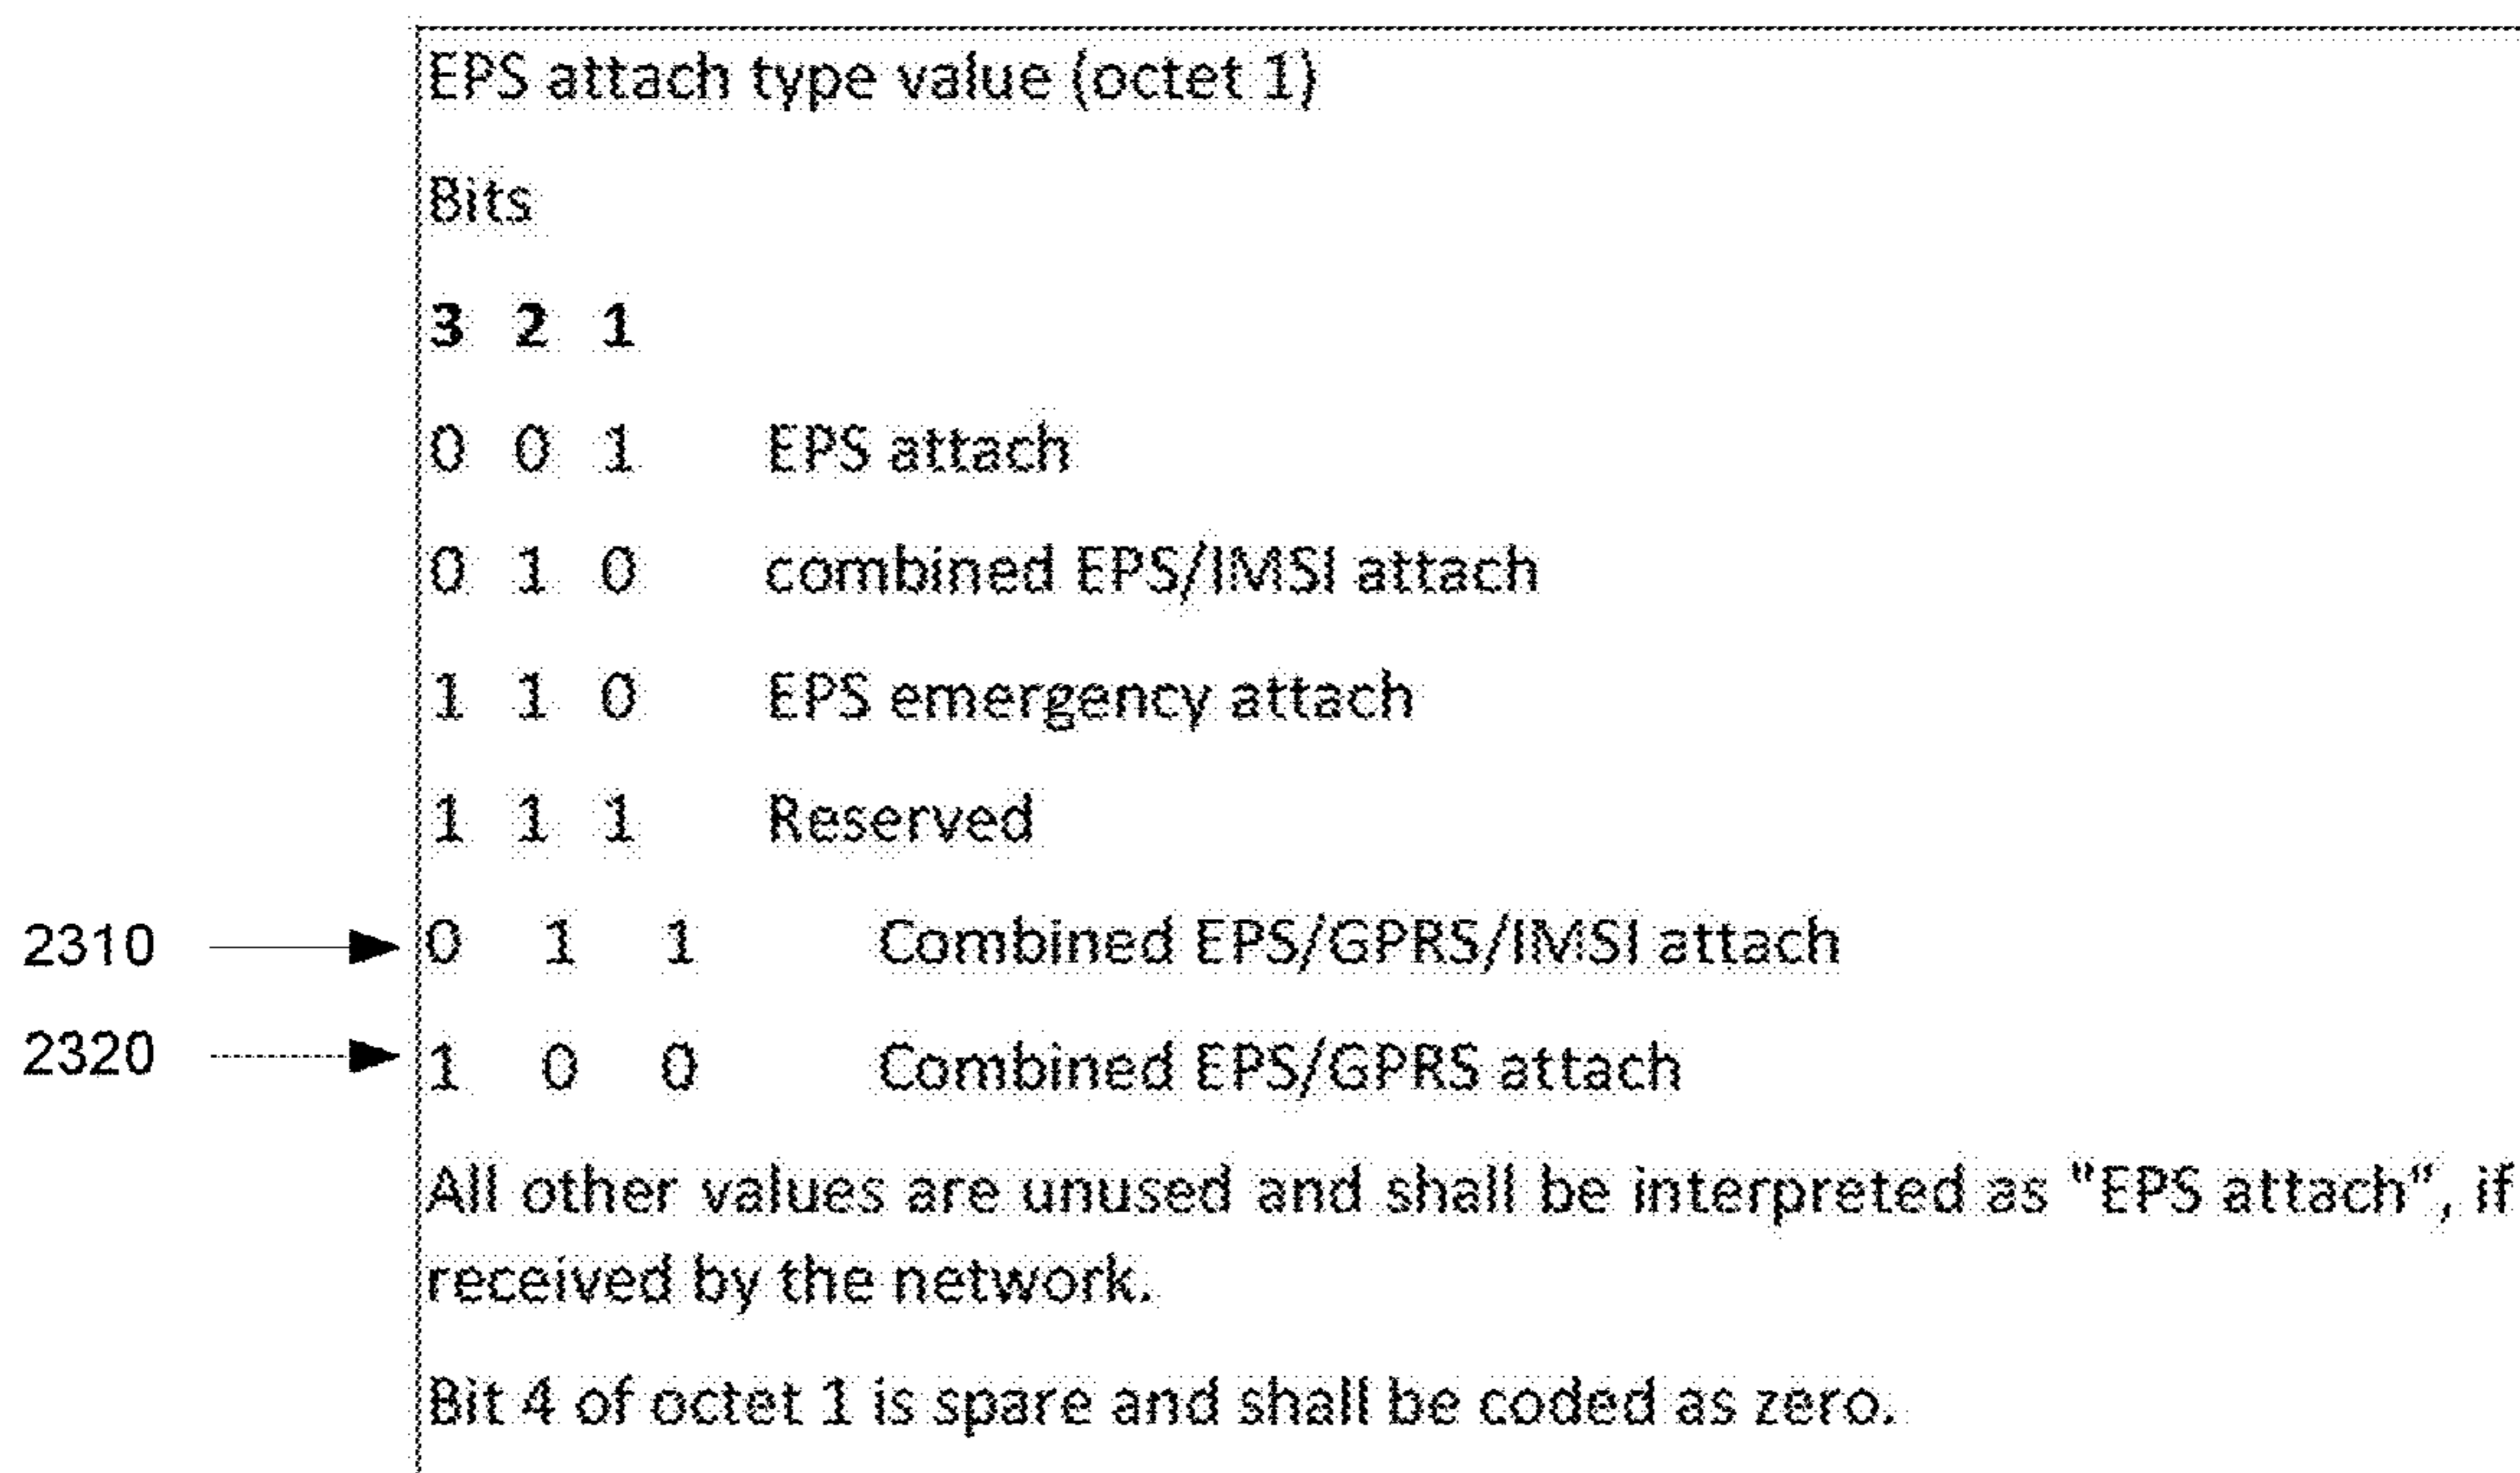 EPS attach type value (octet 1)
Bits
3 2 1
0 0 1 EPS attach
0 1 0 combined EPS/IMSI attach
1 1 0 EPS emergency attach
1 1 1 Reserved
2310 0 1 1 Combined EPS/GPRS/IMSI attach
2320 1 0 0 Combined EPS/GPRS attach
All other values are unused and shall be interpreted as "EPS attach", if
received by the network.
Bit 4 of octet 1 is spare and shall be coded as zero.